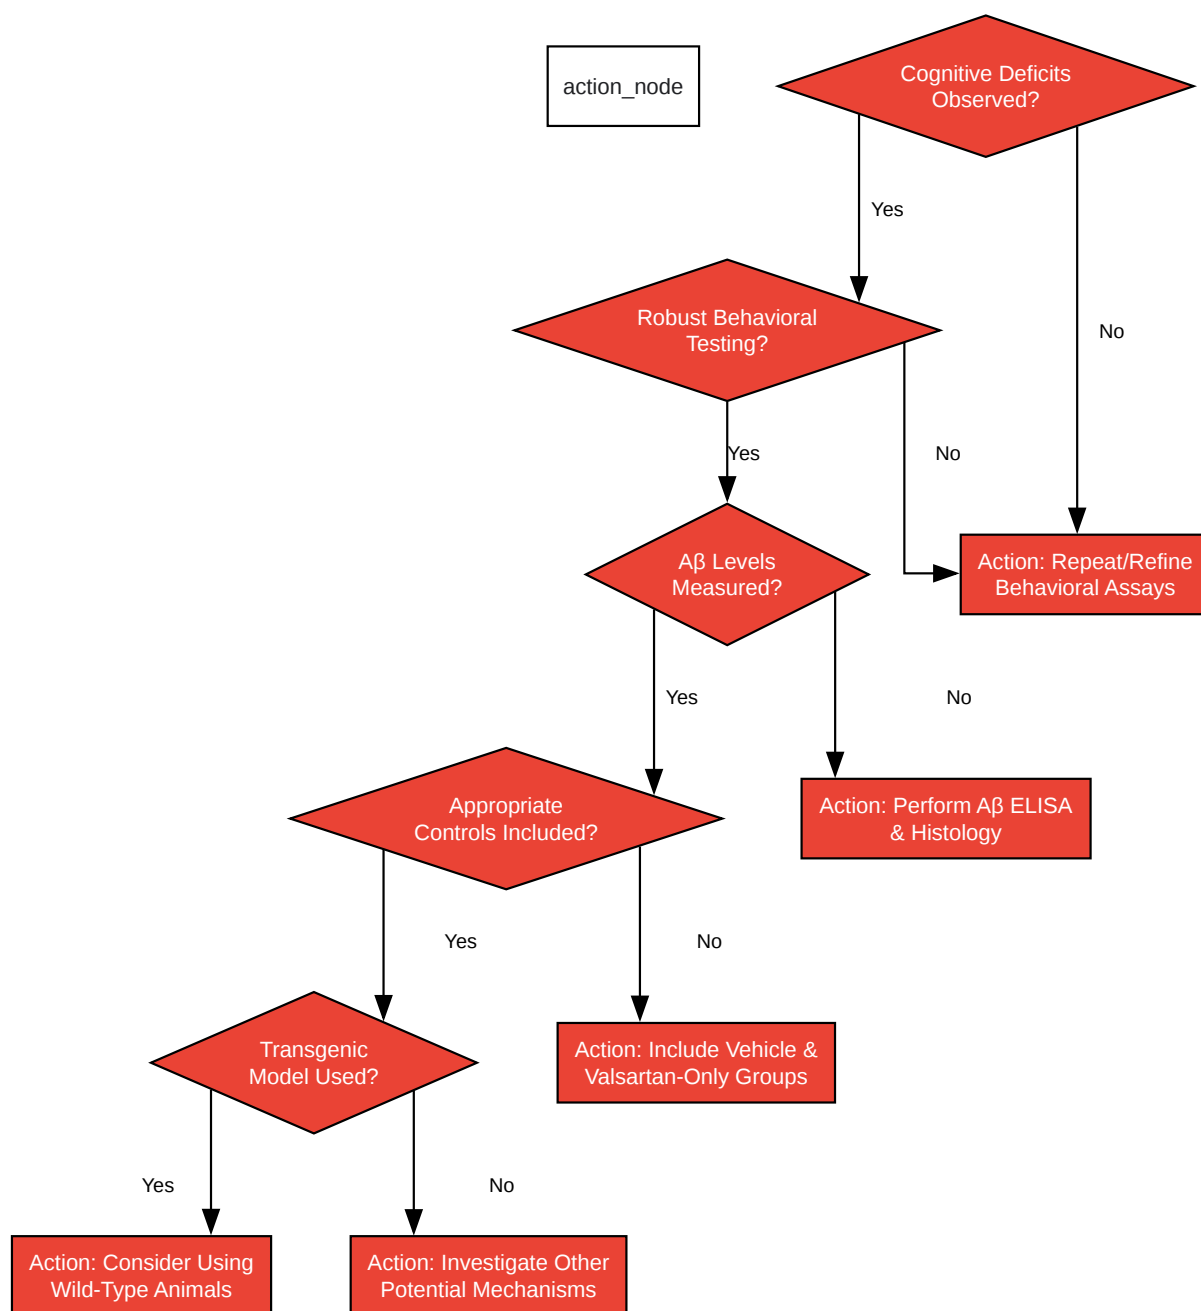 action_node
Cognitive Deficits
Observed?
Yes
No
Robust Behavioral
Testing?
Yes
No
Aβ Levels
Measured?
Action: Repeat/Refine
Behavioral Assays
Yes
No
Appropriate
Controls Included?
Action: Perform Aβ ELISA
& Histology
Yes
No
Transgenic
Model Used?
Action: Include Vehicle &
Valsartan-Only Groups
Yes
No
Action: Consider Using
Wild-Type Animals
Action: Investigate Other
Potential Mechanisms